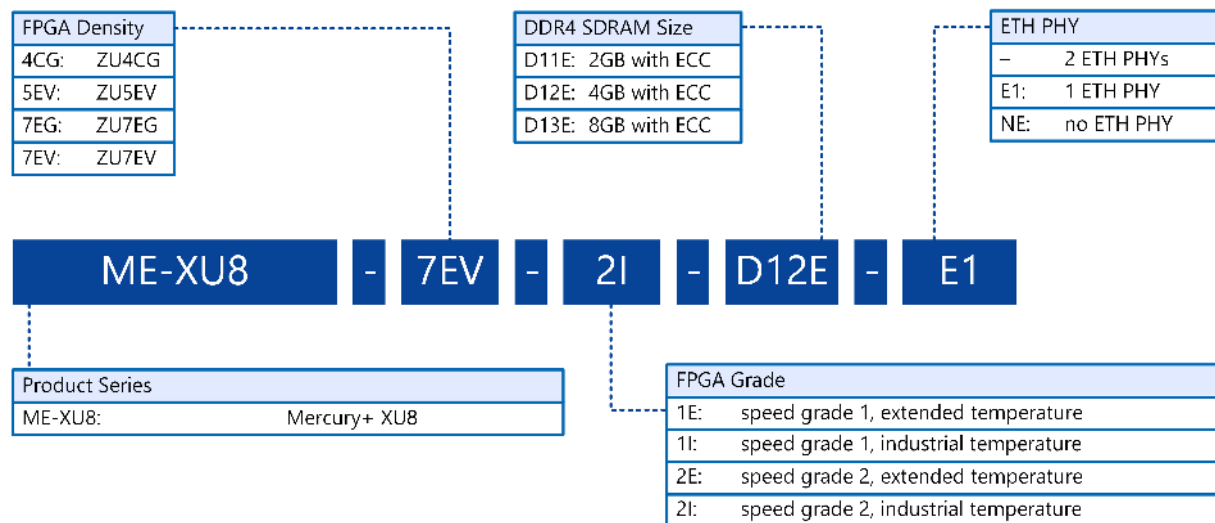 FPGA Density
4CG: ZU4CG
5EV: ZU5EV
7EG: ZU7EG
7EV: ZU7EV
DDR4 SDRAM Size
D11E: 2GB with ECC
D12E: 4GB with ECC
D13E: 8GB with ECC
ETH PHY
– 2 ETH PHYs
E1: 1 ETH PHY
NE: no ETH PHY
ME-XU8 - 7EV - 2I - D12E - E1
Product Series
ME-XU8: Mercury+ XU8
FPGA Grade
1E: speed grade 1, extended temperature
1I: speed grade 1, industrial temperature
2E: speed grade 2, extended temperature
2I: speed grade 2, industrial temperature